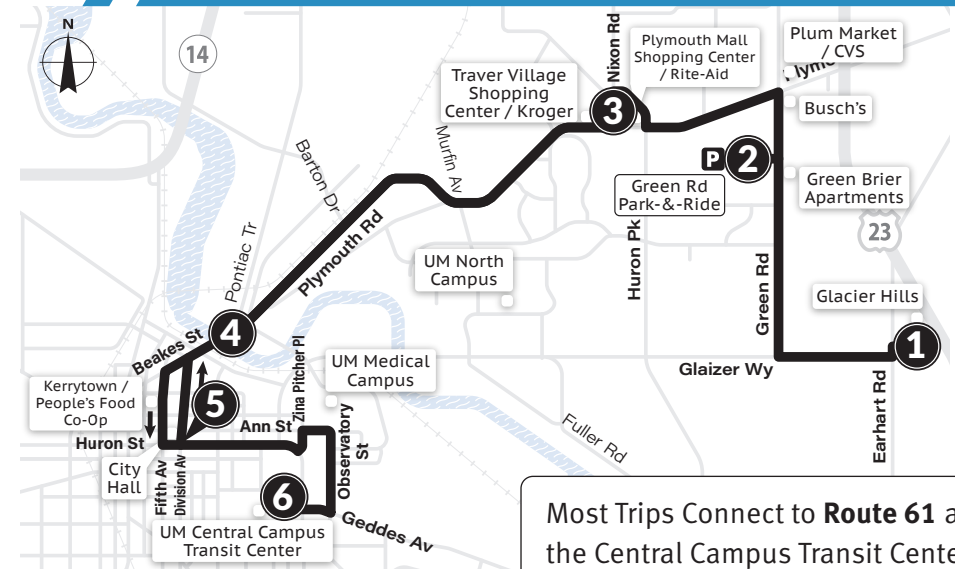 N
14
Nixon Rd
Plymouth Mall
Shopping Center
/ Rite-Aid
Plum Market
/ CVS
Traver Village
Shopping
Center / Kroger
3
Busch's
Murfin Av
Barton Dr
P
2
Green Rd
Park-&-Ride
Green Brier
Apartments
23
Pontiac Tr
Plymouth Rd
UM North
Campus
Huron Pk
Green Rd
Glacier Hills
1
4
Beakes St
Zina Pitcher Pl
UM Medical
Campus
Glaizer Wy
Earhart Rd
Kerrytown /
People's Food
Co-Op
5
Ann St
Huron St
Observatory
St
Fuller Rd
City
Hall
Fifth Av
Division Av
6
Geddes Av
UM Central Campus
Transit Center
Most Trips Connect to Route 61
the Central Campus Transit